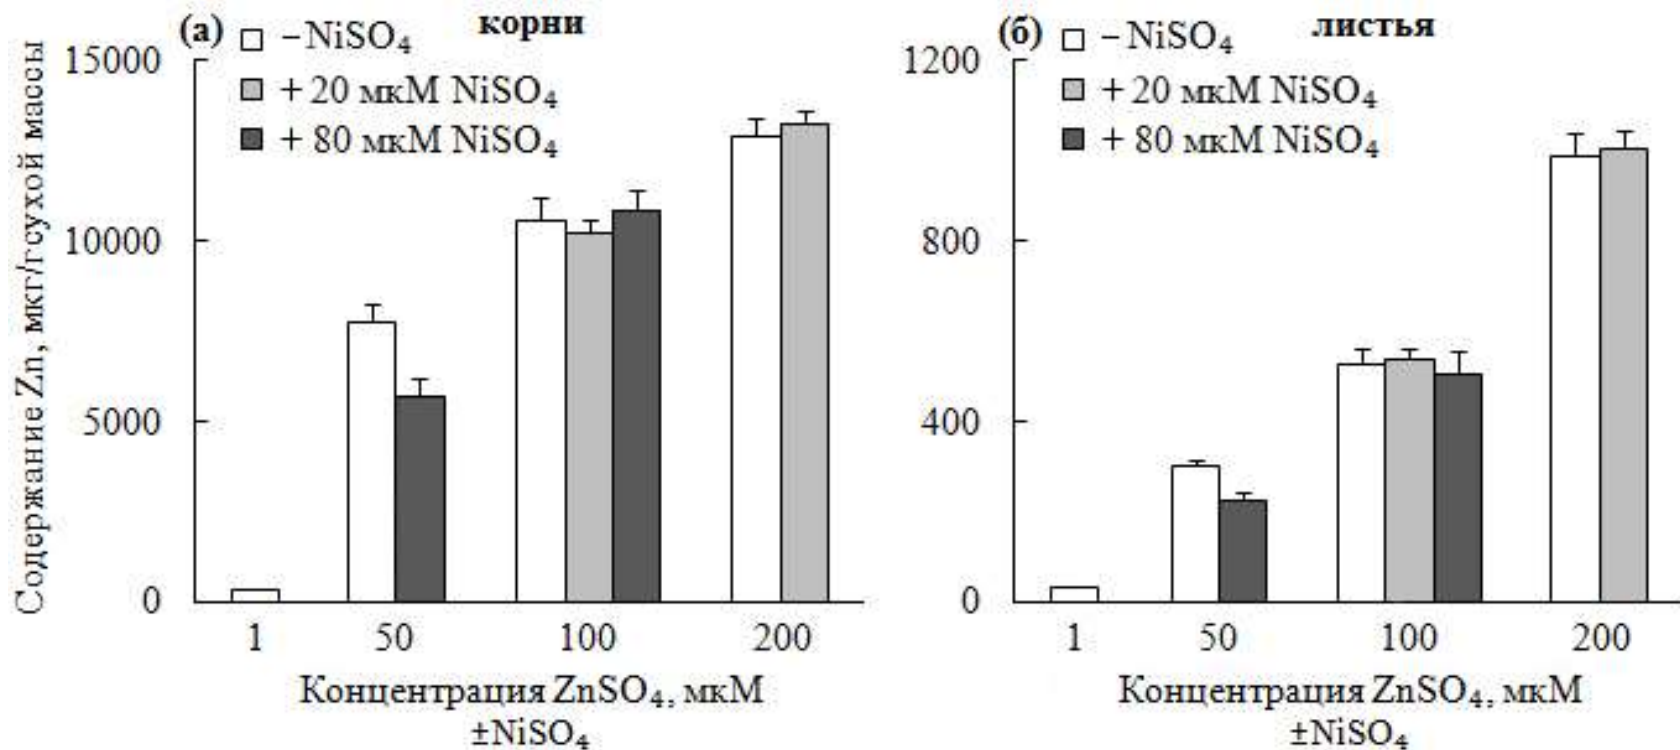 (а) корни
−NiSO₄
+ 20 мкМ NiSO₄
+ 80 мкМ NiSO₄
Содержание Zn, мкг/г сухой массы
15000
10000
5000
0
1 50 100 200
Концентрация ZnSO₄, мкМ
±NiSO₄
(б) листья
−NiSO₄
+ 20 мкМ NiSO₄
+ 80 мкМ NiSO₄
1200
800
400
0
1 50 100 200
Концентрация ZnSO₄, мкМ
±NiSO₄